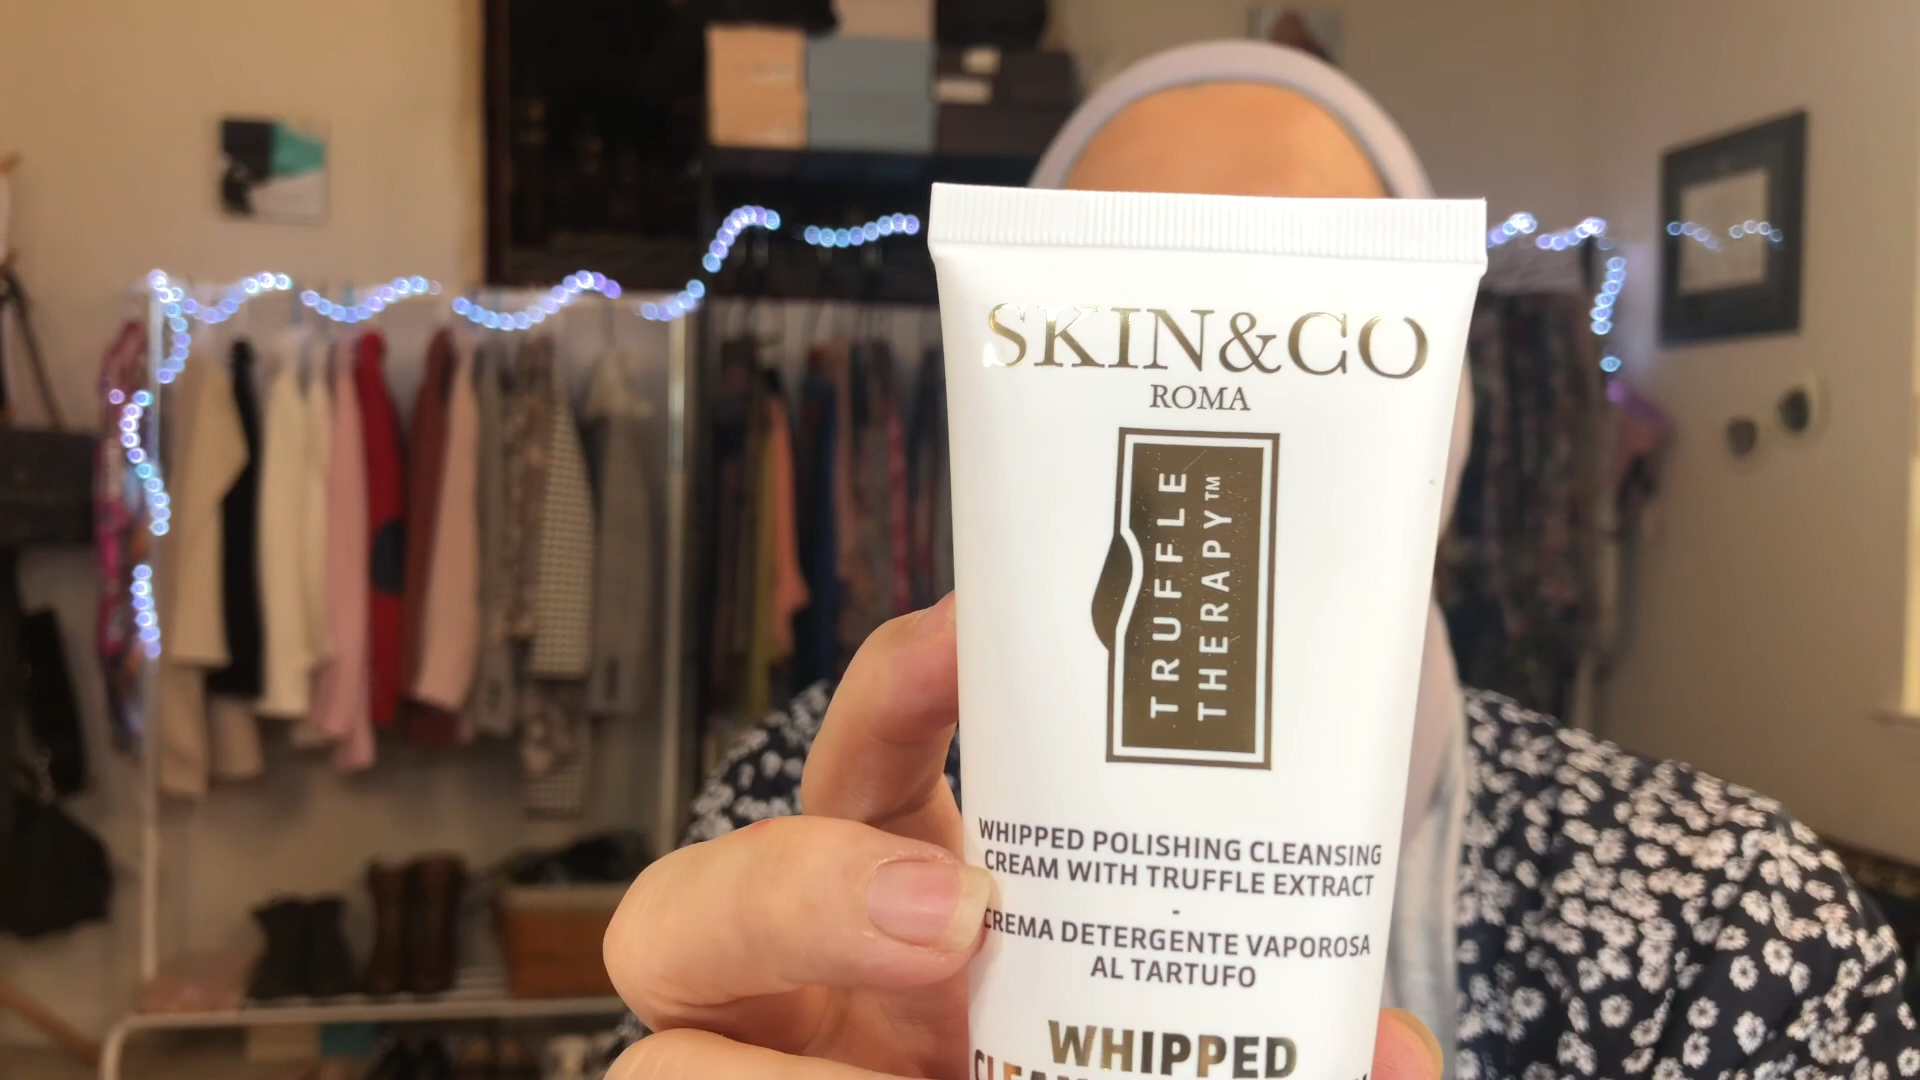 SKIN&CO
ROMA
TRUFFLE
THERAPY™
WHIPPED POLISHING CLEANSING
CREAM WITH TRUFFLE EXTRACT
-
CREMA DETERGENTE VAPOROSA
AL TARTUFO
WHIPPED